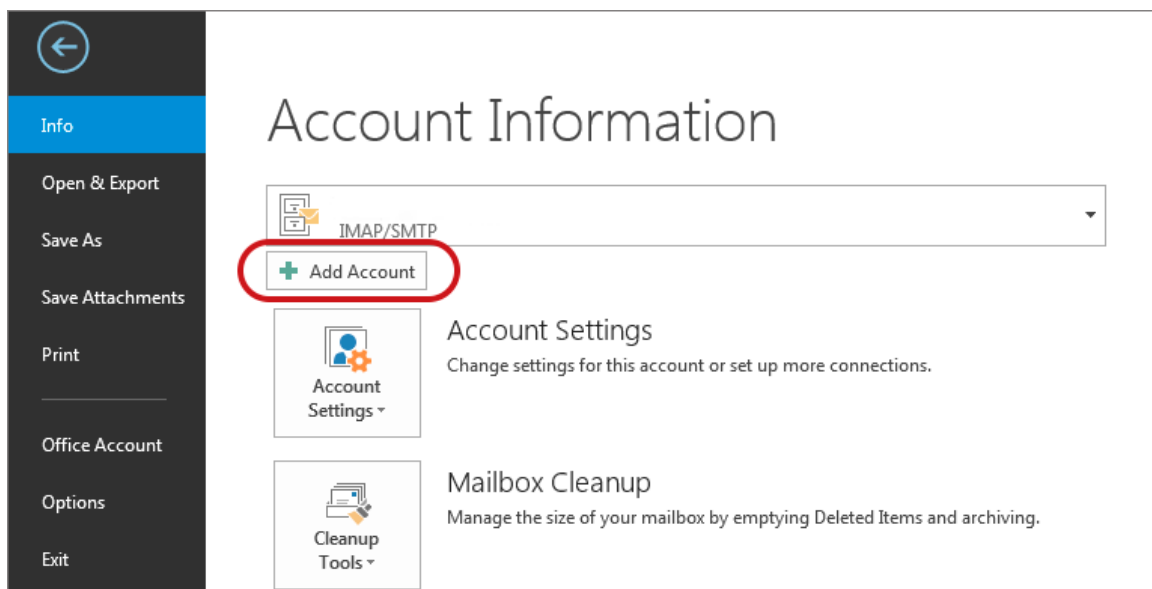 Info
Open & Export
Save As
Save Attachments
Print
Office Account
Options
Exit
Account Information
IMAP/SMTP
Add Account
Account
Settings
Account Settings
Change settings for this account or set up more connections.
Cleanup
Tools
Mailbox Cleanup
Manage the size of your mailbox by emptying Deleted Items and archiving.